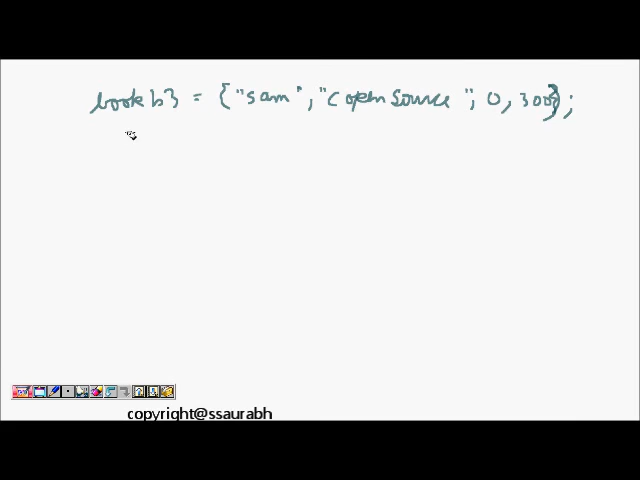 book b3 = { "sam", "C open Source ", 0, 300};
copyright@ssaurabh